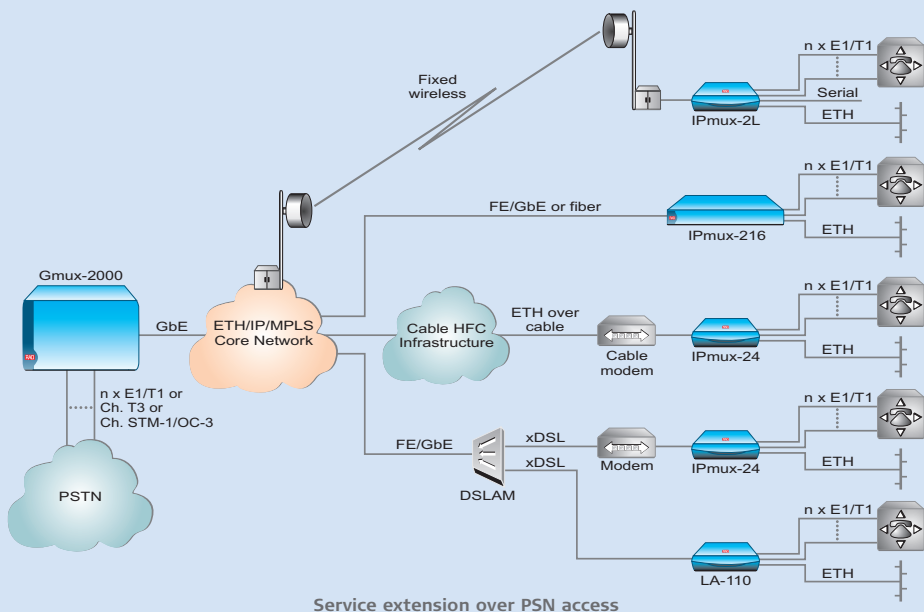 Fixed
wireless
n x E1/T1
Serial
IPmux-2L
ETH
n x E1/T1
FE/GbE or fiber
IPmux-216
ETH
Gmux-2000
RAD
GbE
ETH/IP/MPLS
Core Network
Cable HFC
Infrastructure
ETH over
cable
Cable
modem
n x E1/T1
IPmux-24
ETH
n x E1/T1 or
Ch. T3 or
Ch. STM-1/OC-3
PSTN
FE/GbE
DSLAM
xDSL
xDSL
Modem
n x E1/T1
IPmux-24
ETH
n x E1/T1
LA-110
ETH
Service extension over PSN access